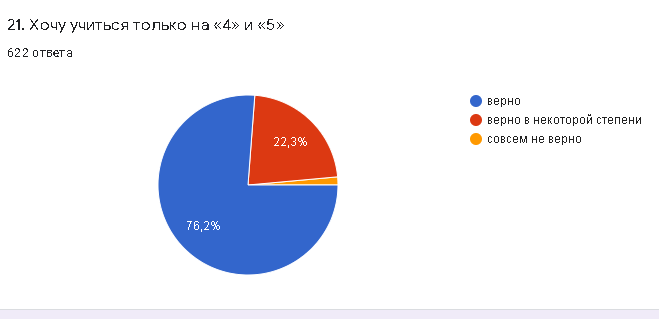 21. Хочу учиться только на «4» и «5»
622 ответа
верно
верно в некоторой степени
совсем не верно
22,3%
76,2%